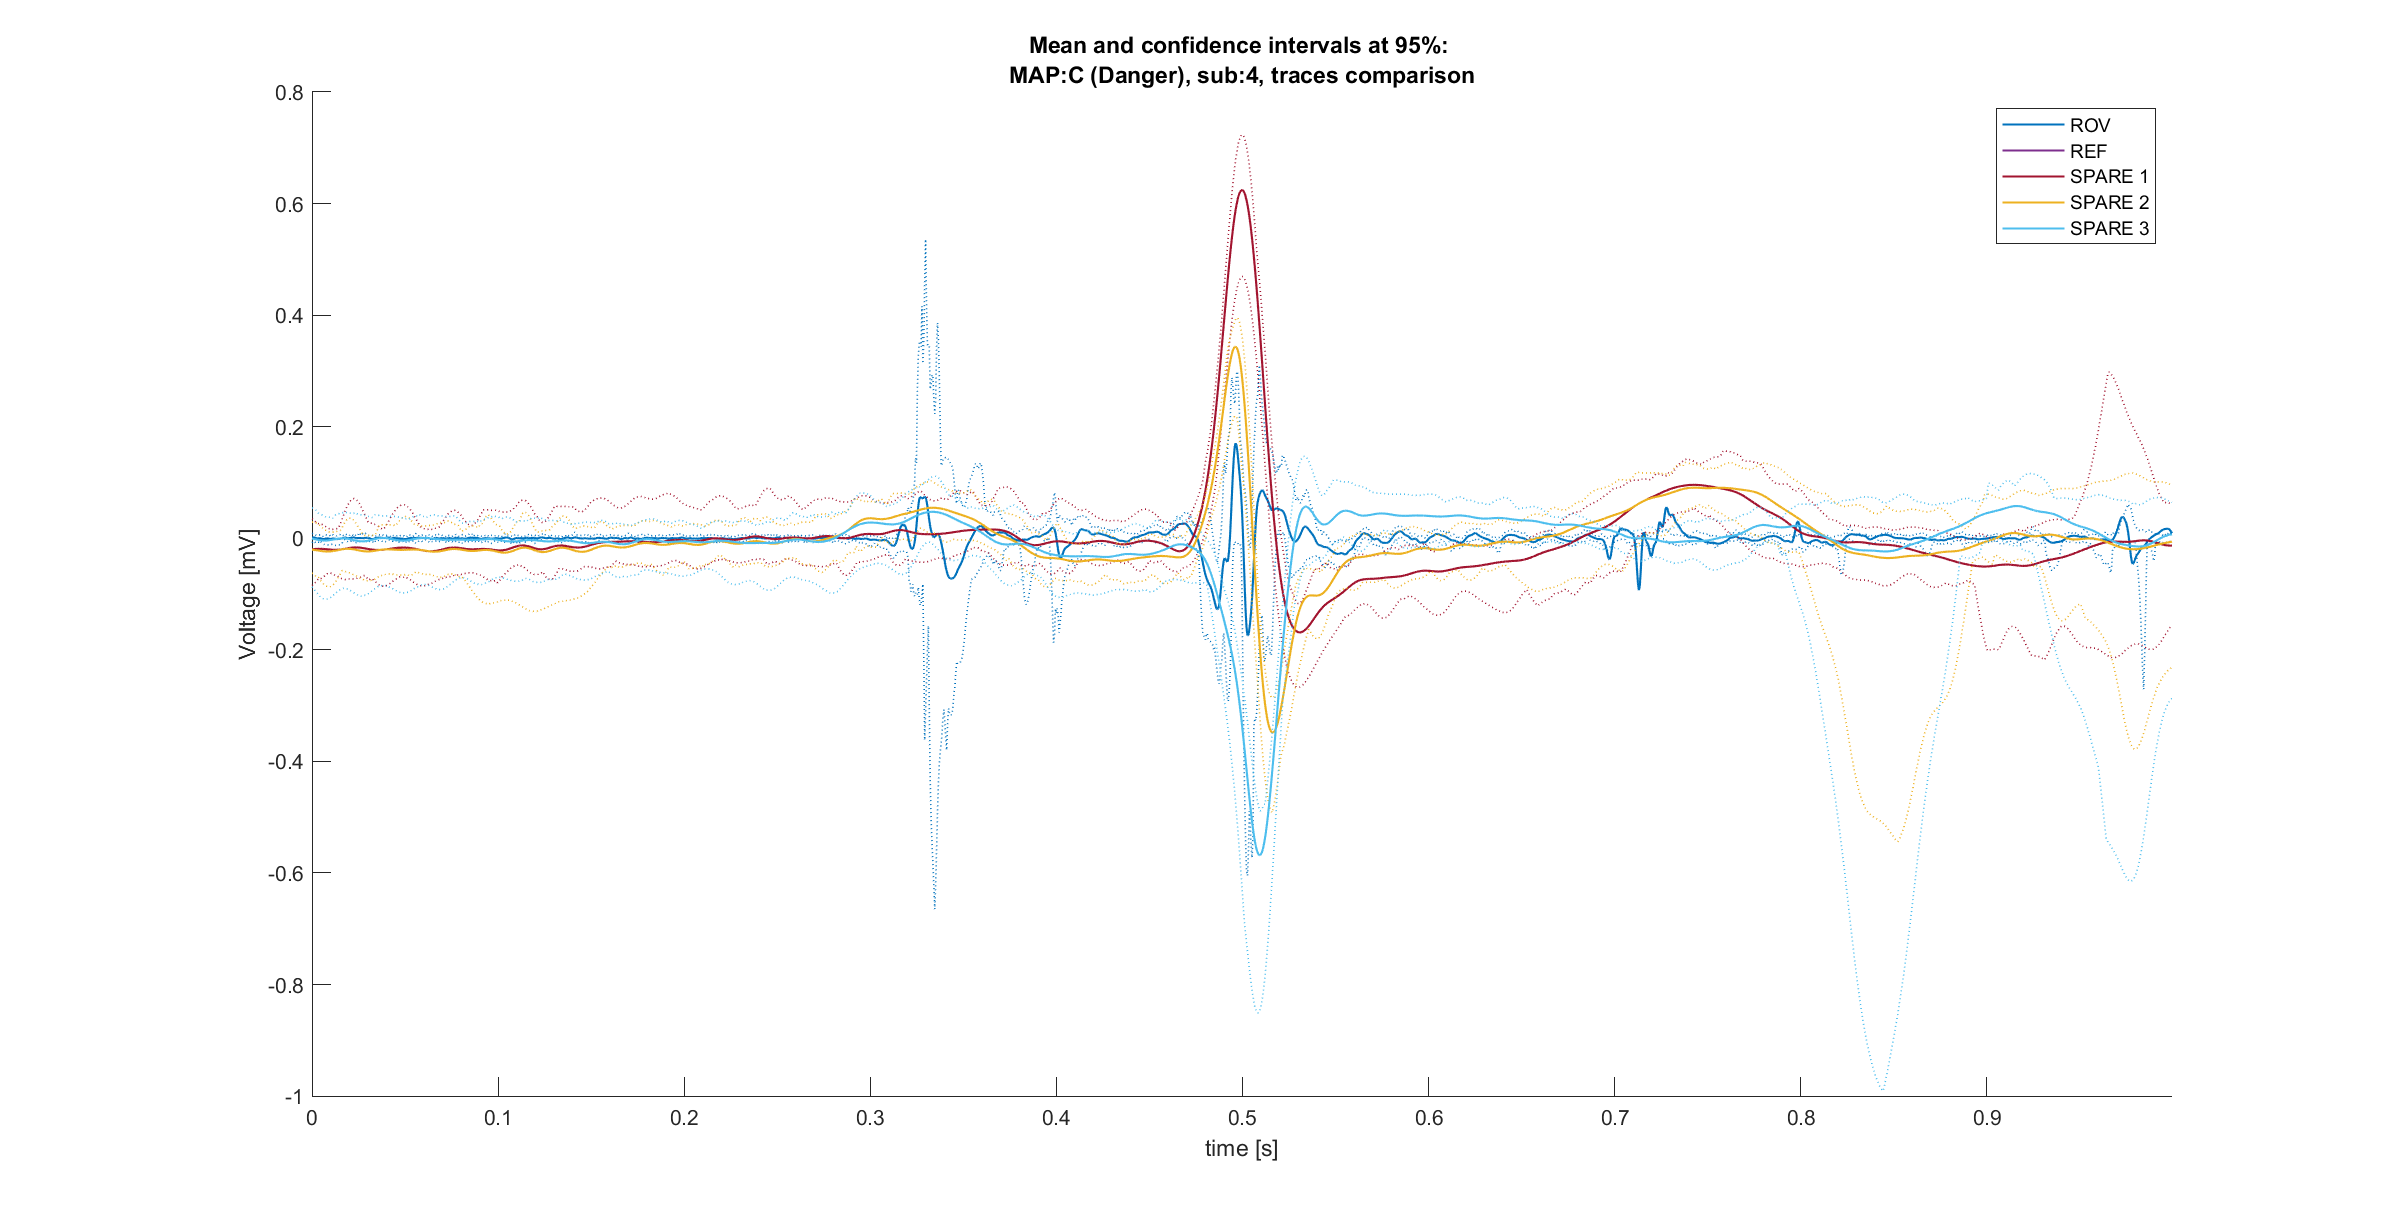 Mean and confidence intervals at 95%:
MAP:C (Danger), sub:4, traces comparison
ROV
REF
SPARE 1
SPARE 2
SPARE 3
Voltage [mV]
0.8
0.6
0.4
0.2
0
-0.2
-0.4
-0.6
-0.8
-1
0 0.1 0.2 0.3 0.4 0.5 0.6 0.7 0.8 0.9
time [s]